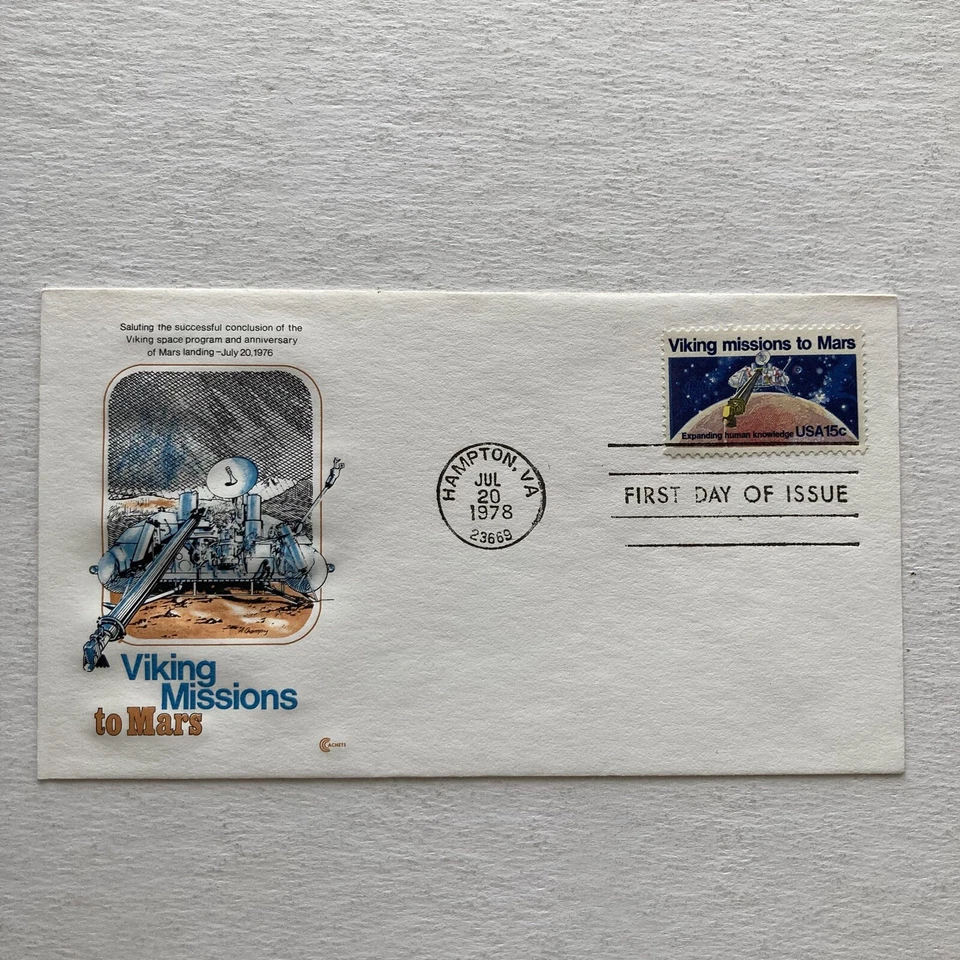 Saluting the successful conclusion of the
Viking space program and anniversary
of Mars landing–July 20, 1976
Viking
Missions
to Mars
CACHETS
HAMPTON, VA
JUL
20
1978
23669
Viking missions to Mars
Expanding human knowledge USA 15c
FIRST DAY OF ISSUE